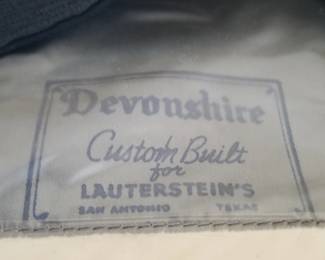 Devonshire
Custom Built
for
LAUTERSTEIN'S
SAN ANTONIO TEXAS